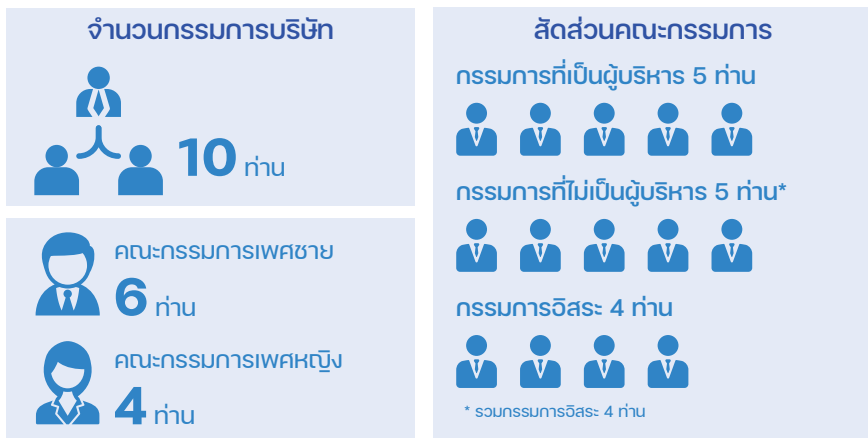 จำนวนกรรมการบริษัท
10 ท่าน
คณะกรรมการเพศชาย
6 ท่าน
คณะกรรมการเพศหญิง
4 ท่าน
สัดส่วนคณะกรรมการ
กรรมการที่เป็นผู้บริหาร 5 ท่าน
กรรมการที่ไม่เป็นผู้บริหาร 5 ท่าน*
กรรมการอิสระ 4 ท่าน
* รวมกรรมการอิสระ 4 ท่าน